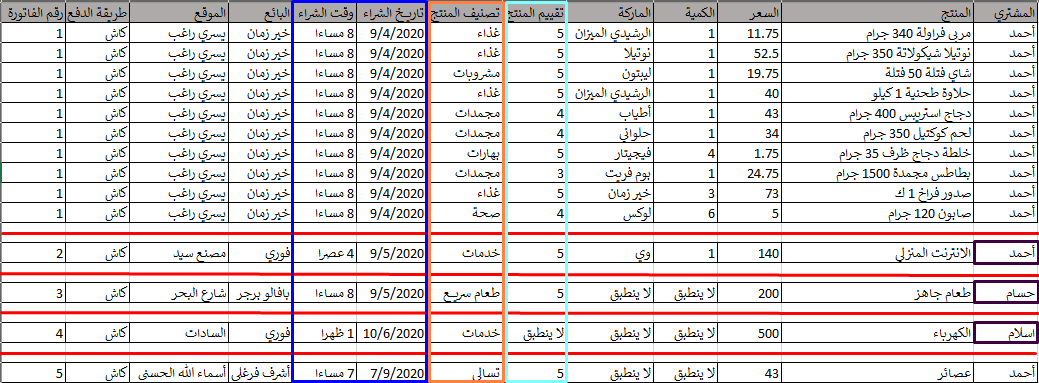 المشتري المنتج السعر الكمية الماركة تقييم المنتج تصنيف المنتج تاريخ الشراء وقت الشراء البائع الموقع طريقة الدفع رقم الفاتورة
أحمد مربى فراولة 340 جرام 11.75 1 الرشيدي الميزان 5 غذاء 9/4/2020 8 مساءا خير زمان يسري راغب كاش 1
أحمد نوتيلا شيكولاتة 350 جرام 52.5 1 نوتيلا 5 غذاء 9/4/2020 8 مساءا خير زمان يسري راغب كاش 1
أحمد شاي فتلة 50 فتلة 19.75 1 ليبتون 5 مشروبات 9/4/2020 8 مساءا خير زمان يسري راغب كاش 1
أحمد حلاوة طحنية 1 كيلو 40 1 الرشيدي الميزان 5 غذاء 9/4/2020 8 مساءا خير زمان يسري راغب كاش 1
أحمد دجاج استربس 400 جرام 43 1 أطياب 4 مجمدات 9/4/2020 8 مساءا خير زمان يسري راغب كاش 1
أحمد لحم كوكتيل 350 جرام 34 1 حلواني 4 مجمدات 9/4/2020 8 مساءا خير زمان يسري راغب كاش 1
أحمد خلطة دجاج ظرف 35 جرام 1.75 4 فيجيتار 5 بهارات 9/4/2020 8 مساءا خير زمان يسري راغب كاش 1
أحمد بطاطس مجمدة 1500 جرام 24.75 1 بوم فريت 3 مجمدات 9/4/2020 8 مساءا خير زمان يسري راغب كاش 1
أحمد صدور فراخ 1 ك 73 3 خير زمان 5 غذاء 9/4/2020 8 مساءا خير زمان يسري راغب كاش 1
أحمد صابون 120 جرام 5 6 لوكس 4 صحة 9/4/2020 8 مساءا خير زمان يسري راغب كاش 1
أحمد الانترنت المنزلي 140 1 وي 5 خدمات 9/5/2020 4 عصرا فوري مصنع سيد كاش 2
حسام طعام جاهز 200 لا ينطبق لا ينطبق 5 طعام سريع 9/5/2020 8 مساءا بافالو برجر شارع البحر كاش 3
اسلام الكهرباء 500 لا ينطبق لا ينطبق لا ينطبق خدمات 10/6/2020 1 ظهرا فوري السادات كاش 4
أحمد عصائر 43 لا ينطبق لا ينطبق 5 تسالي 7/9/2020 7 مساءا أشرف فرغلي أسماء الله الحسنى كاش 5